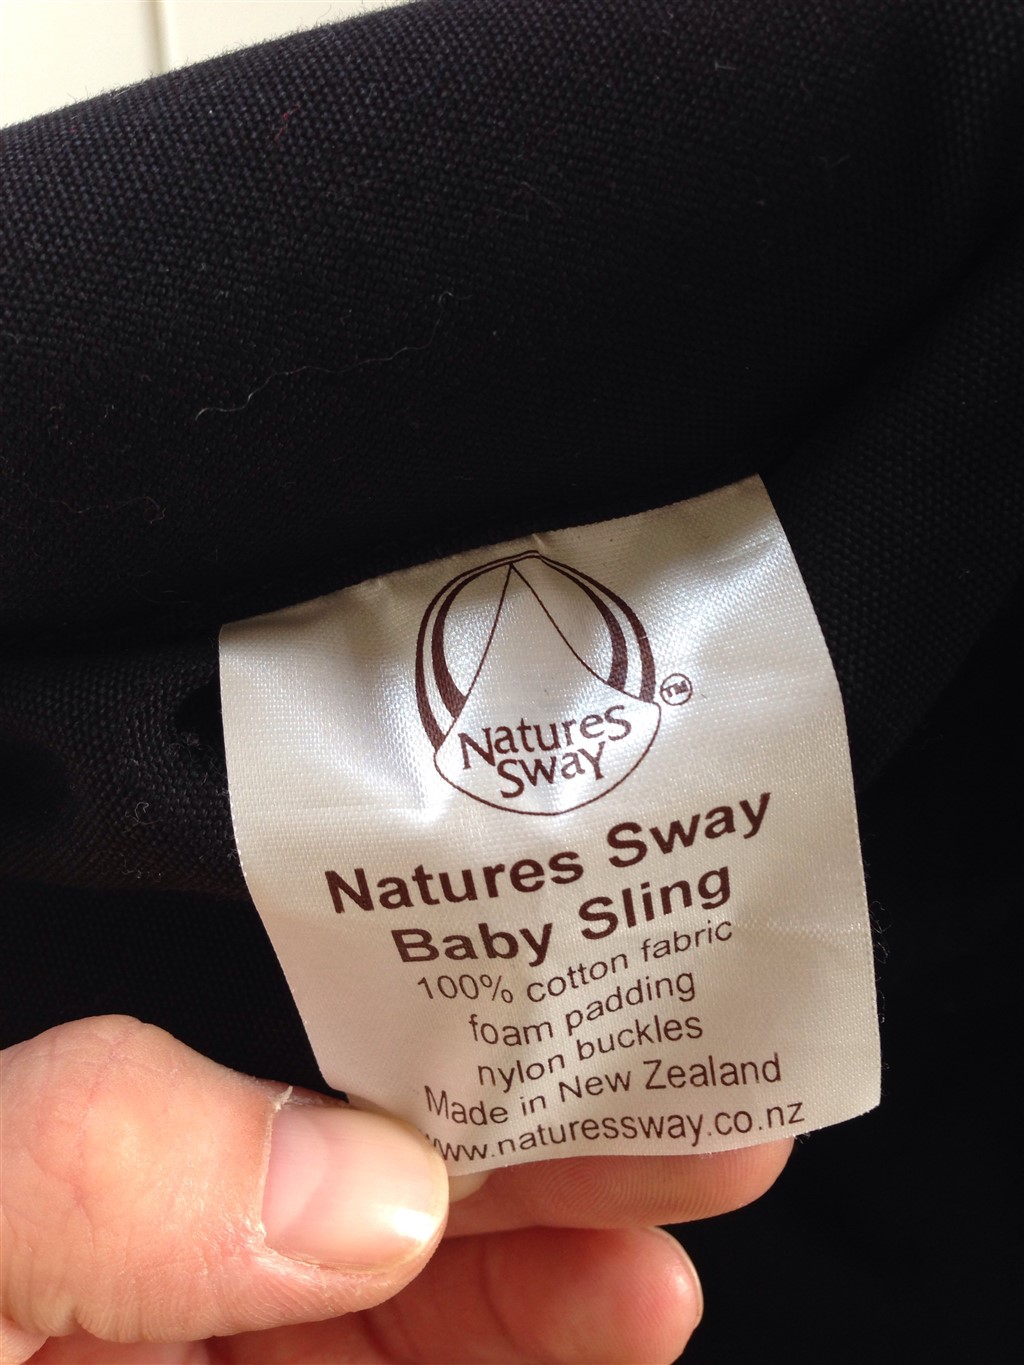 Natures
Sway
TM
Natures Sway
Baby Sling
100% cotton fabric
foam padding
nylon buckles
Made in New Zealand
www.naturessway.co.nz